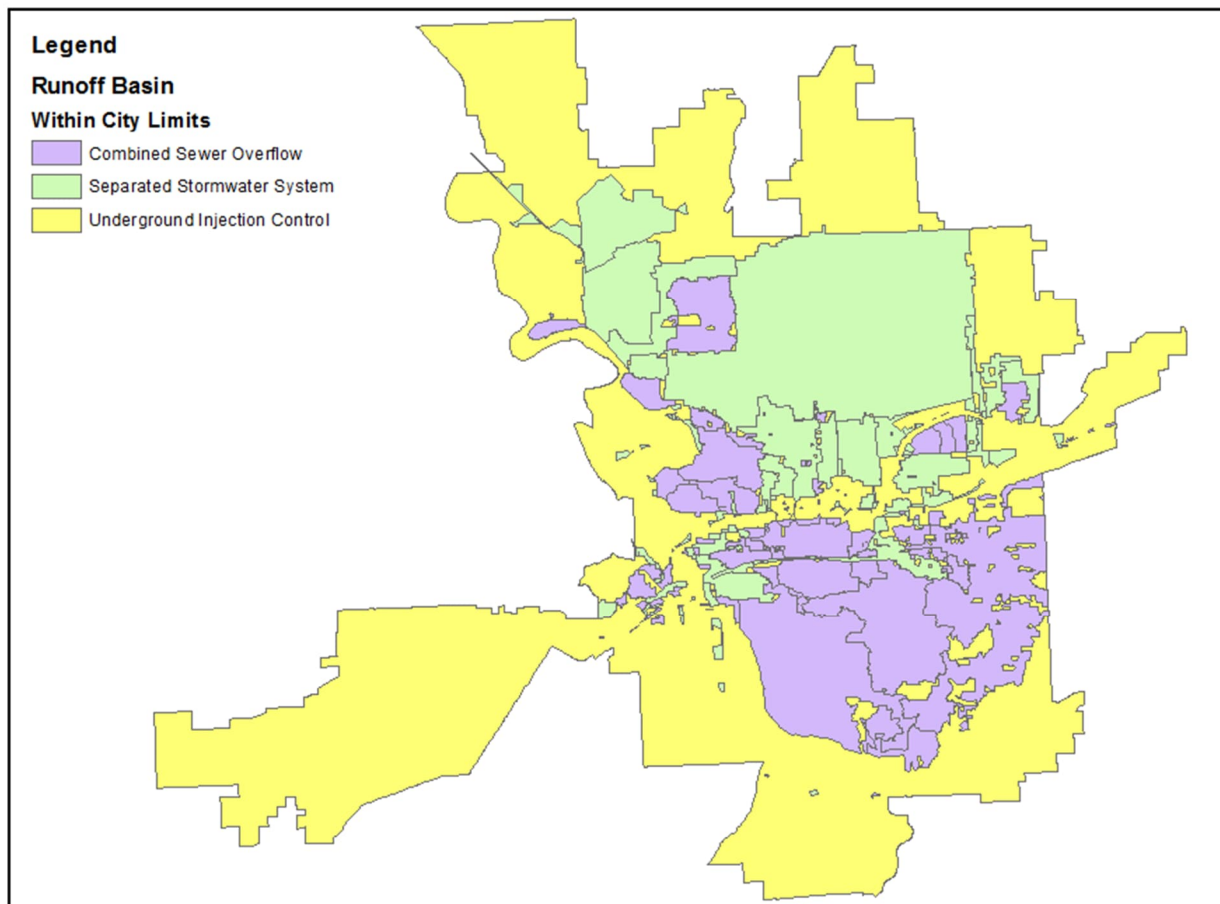 Legend
Runoff Basin
Within City Limits
Combined Sewer Overflow
Separated Stormwater System
Underground Injection Control